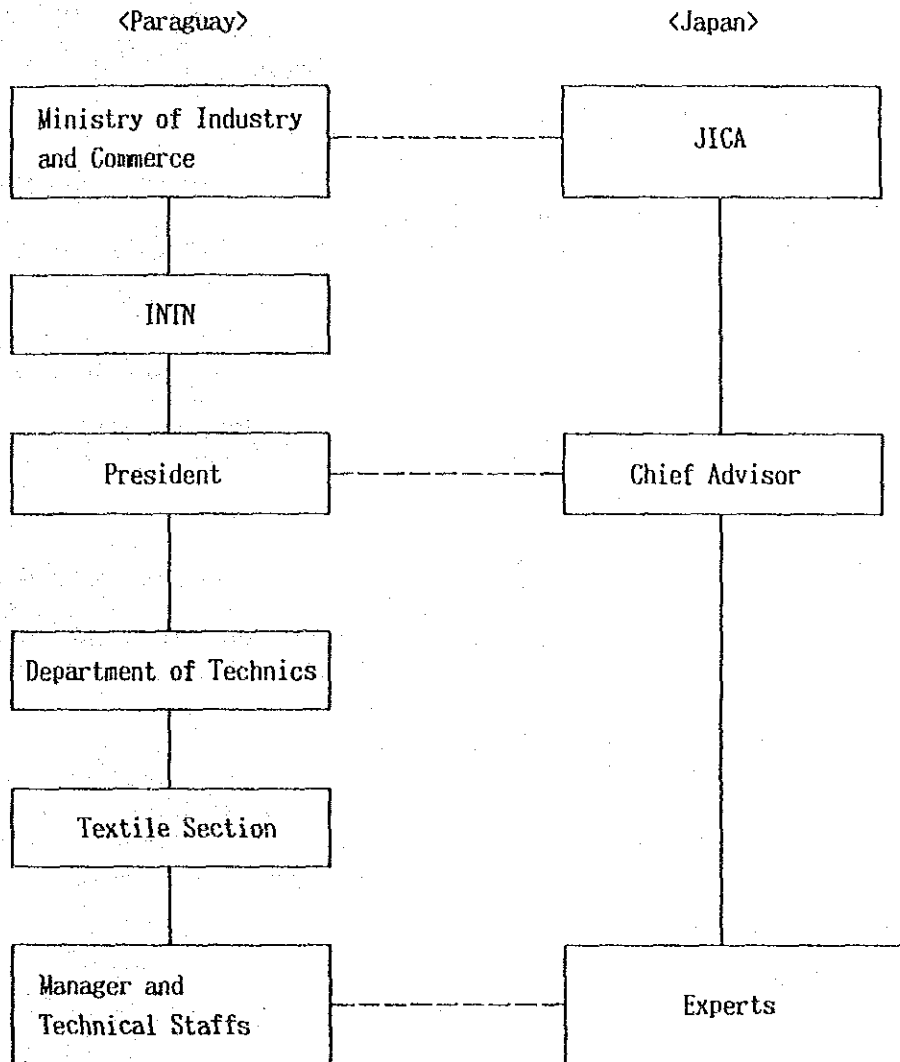 <Paraguay>
<Japan>
Ministry of Industry
and Commerce
JICA
INTN
President
Chief Advisor
Department of Technics
Textile Section
Manager and
Technical Staffs
Experts